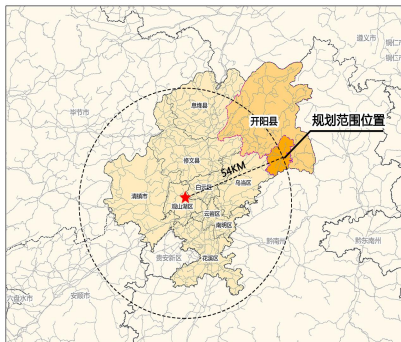 遵义市
铜仁市
毕节市
息烽县
开阳县
规划范围位置
修文县
54KM
清镇市
白云区
乌当区
观山湖区
云岩区
南明区
黔南州
黔东南州
贵安新区
花溪区
安顺市
六盘水市